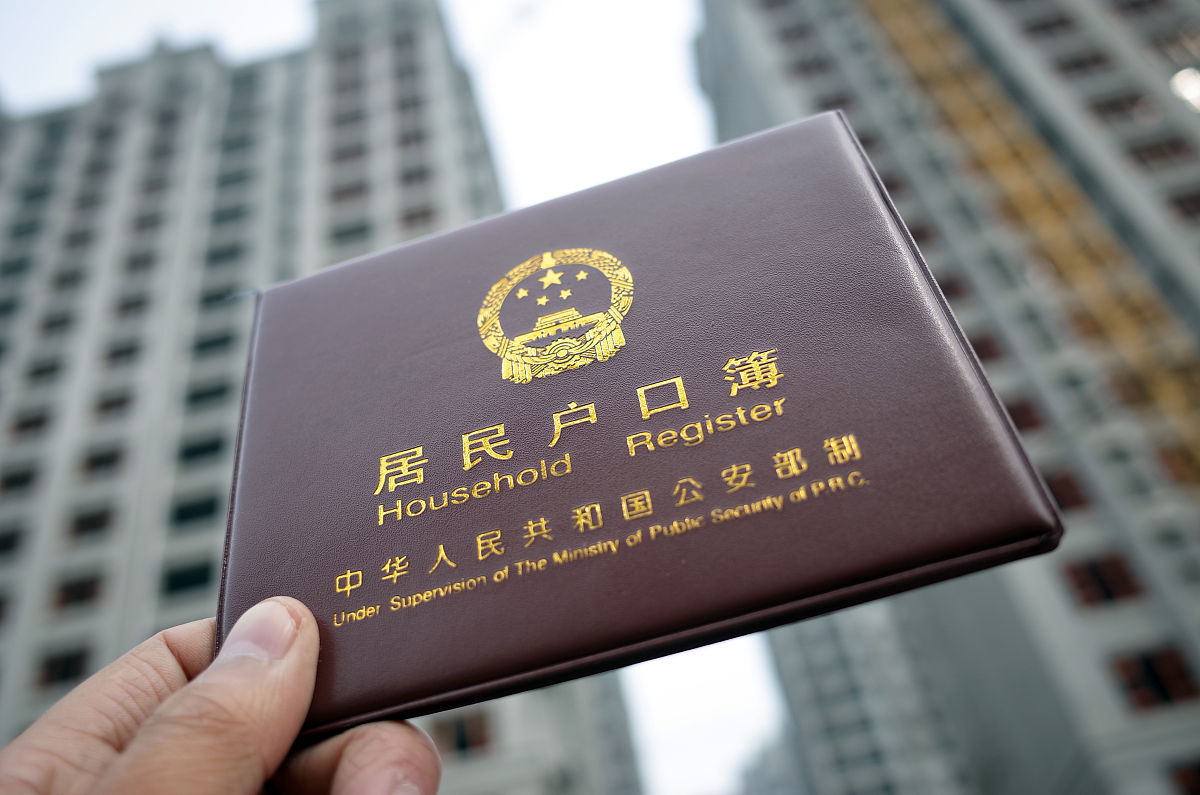 居民户口簿
Household Register
中华人民共和国公安部制
Under Supervision of The Ministry of Public Security of P.R.C.